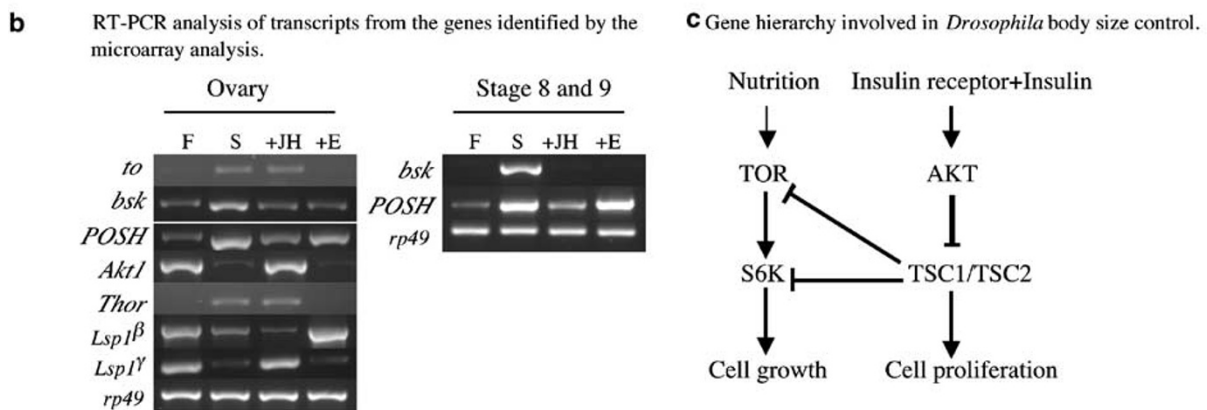 b
RT-PCR analysis of transcripts from the genes identified by the
microarray analysis.
Ovary
F S +JH +E
to
bsk
POSH
Akt1
Thor
Lsp1β
Lsp1γ
rp49
Stage 8 and 9
F S +JH +E
bsk
POSH
rp49
c Gene hierarchy involved in Drosophila body size control.
Nutrition Insulin receptor+Insulin
TOR AKT
S6K TSC1/TSC2
Cell growth Cell proliferation